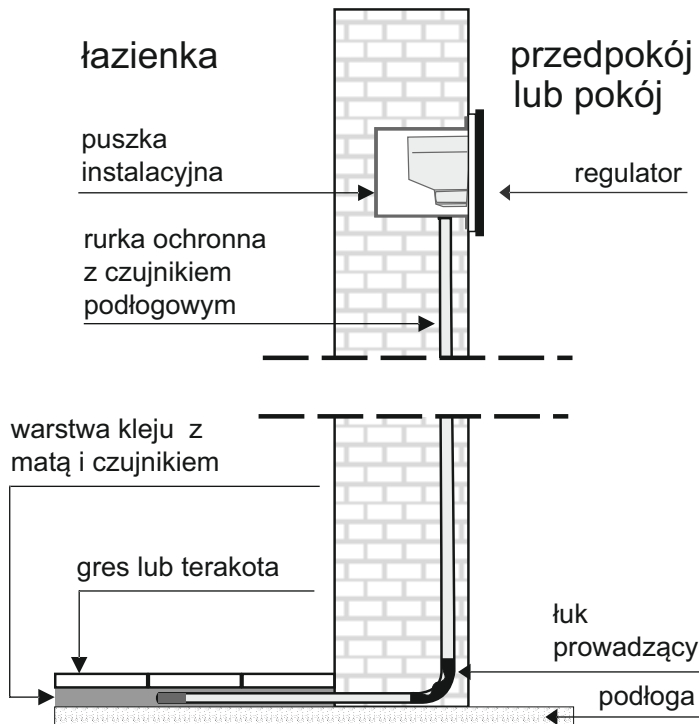 łazienka
przedpokój
lub pokój
puszka
instalacyjna
regulator
rurka ochronna
z czujnikiem
podłogowym
warstwa kleju z
matą i czujnikiem
gres lub terakota
łuk
prowadzący
podłoga